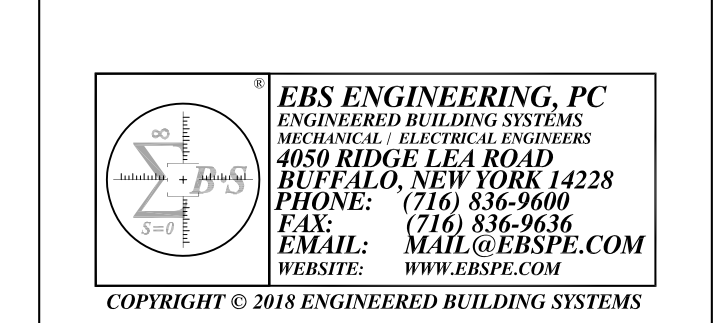 ®
EBS ENGINEERING, PC
ENGINEERED BUILDING SYSTEMS
MECHANICAL / ELECTRICAL ENGINEERS
4050 RIDGE LEA ROAD
BUFFALO, NEW YORK 14228
PHONE: (716) 836-9600
FAX: (716) 836-9636
EMAIL: MAIL@EBSPE.COM
WEBSITE: WWW.EBSPE.COM
∞
Σ B·S
S=0
COPYRIGHT © 2018 ENGINEERED BUILDING SYSTEMS